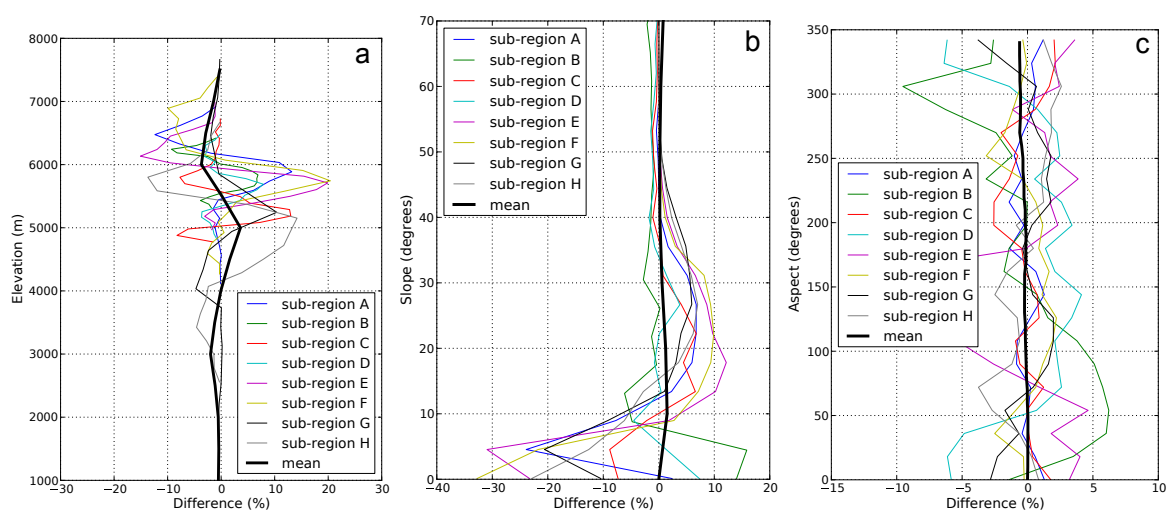 a
8000
7000
6000
5000
4000
3000
2000
1000
Elevation (m)
−30 −20 −10 0 10 20 30
Difference (%)
sub-region A
sub-region B
sub-region C
sub-region D
sub-region E
sub-region F
sub-region G
sub-region H
mean
b
70
60
50
40
30
20
10
0
Slope (degrees)
−40 −30 −20 −10 0 10 20
Difference (%)
sub-region A
sub-region B
sub-region C
sub-region D
sub-region E
sub-region F
sub-region G
sub-region H
mean
c
350
300
250
200
150
100
50
0
Aspect (degrees)
−15 −10 −5 0 5 10
Difference (%)
sub-region A
sub-region B
sub-region C
sub-region D
sub-region E
sub-region F
sub-region G
sub-region H
mean